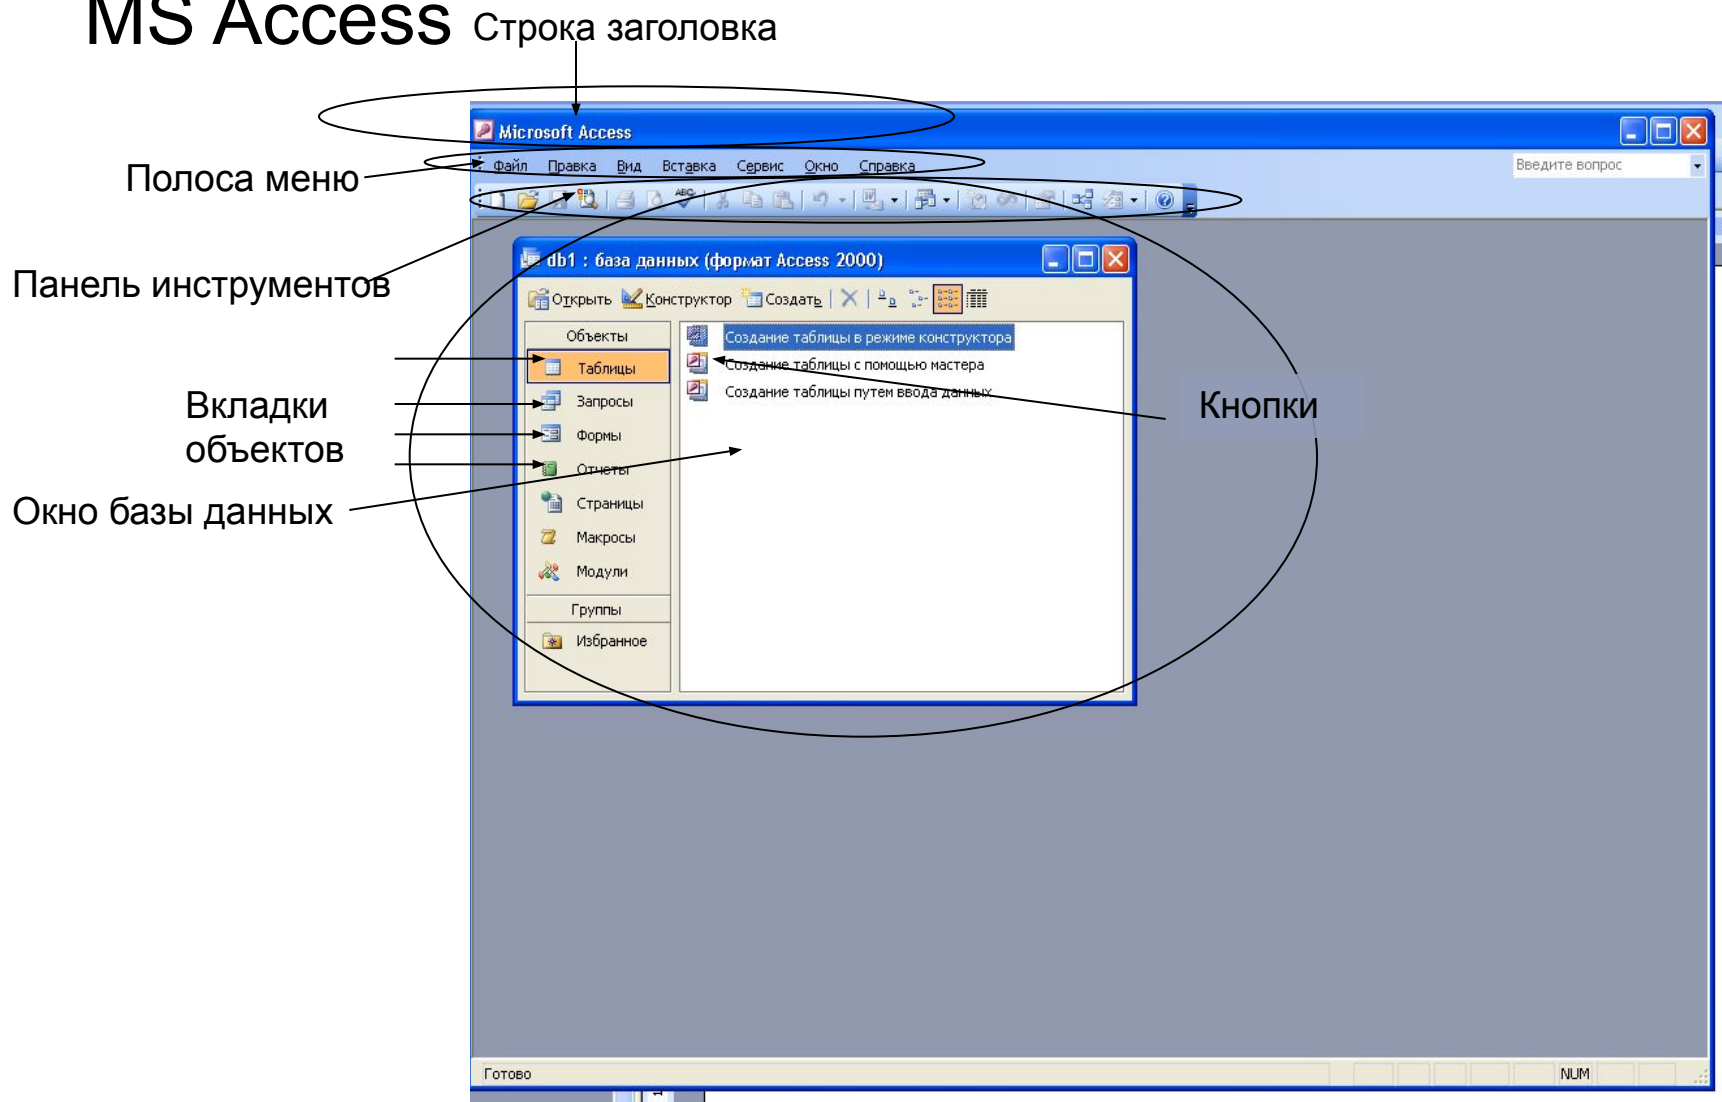 MS Access
Строка заголовка
Microsoft Access
Полоса меню
Файл Правка Вид Вставка Сервис Окно Справка
Введите вопрос
Панель инструментов
db1 : база данных (формат Access 2000)
Открыть Конструктор Создать
Объекты
Таблицы
Запросы
Формы
Отчеты
Страницы
Макросы
Модули
Группы
Избранное
Создание таблицы в режиме конструктора
Создание таблицы с помощью мастера
Создание таблицы путем ввода данных
Вкладки
объектов
Кнопки
Окно базы данных
Готово
NUM